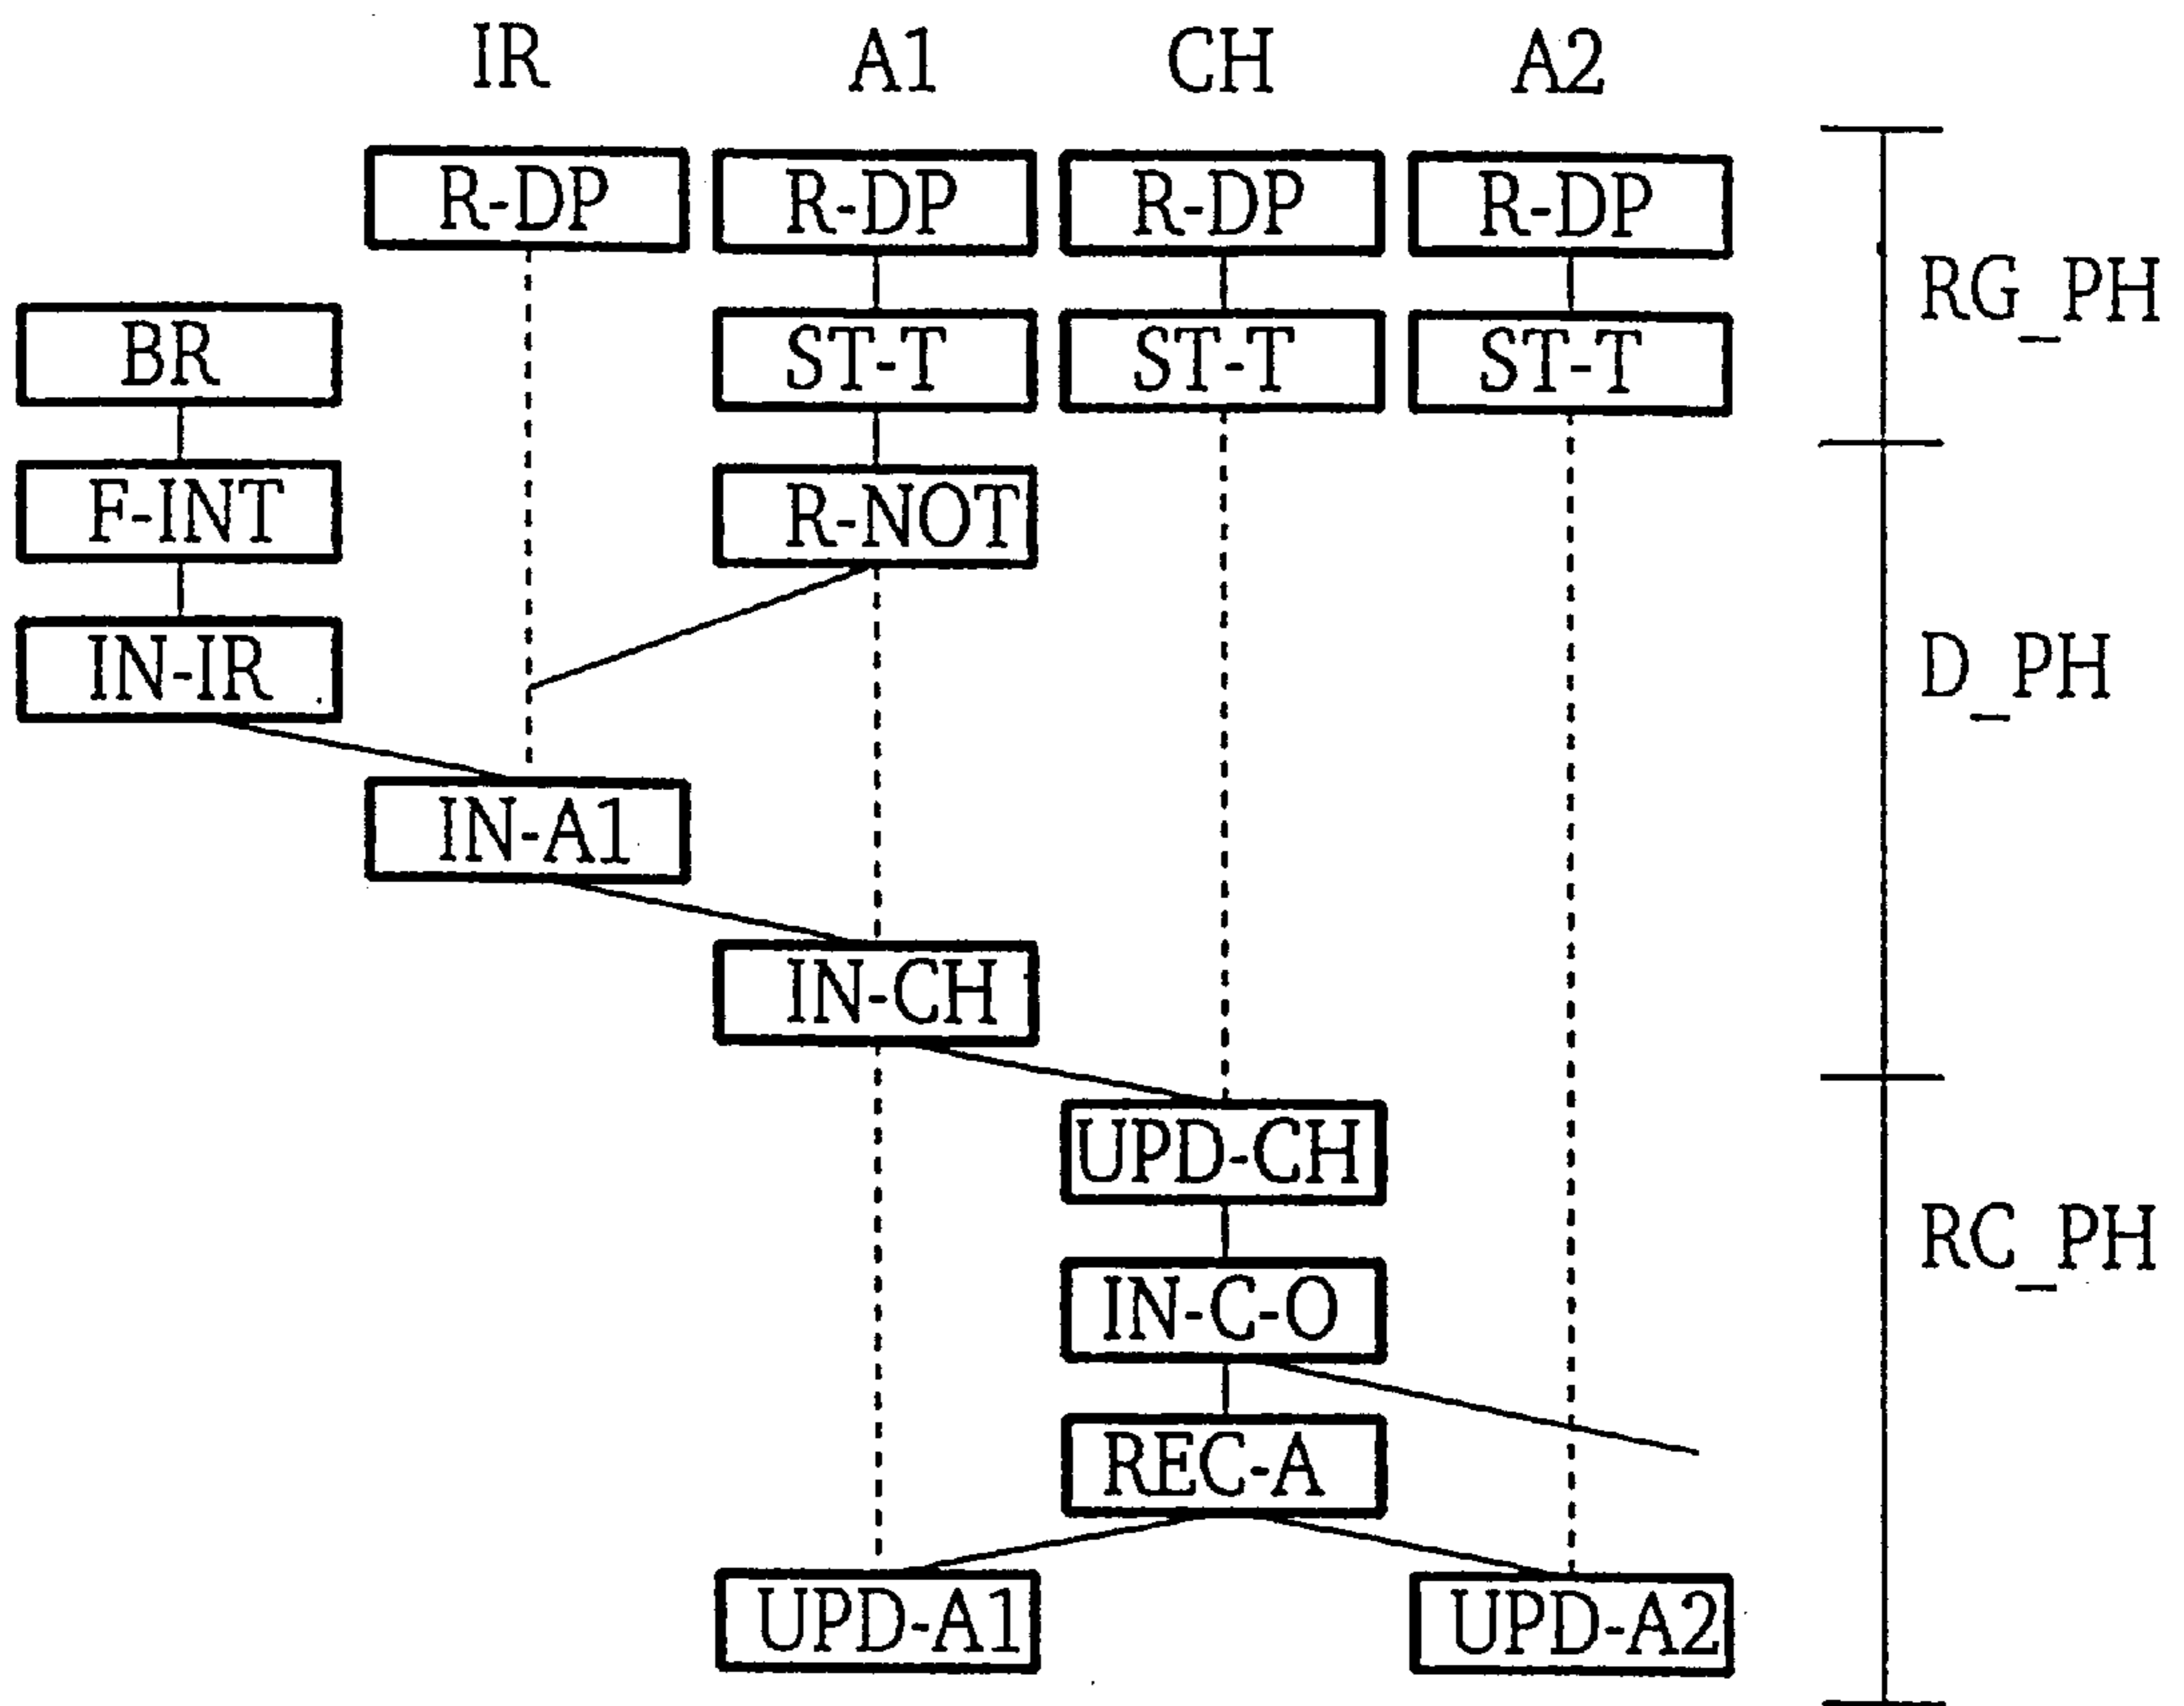 IR A1 CH A2
R-DP R-DP R-DP R-DP
RG_PH
BR ST-T ST-T ST-T
F-INT R-NOT
IN-IR D_PH
IN-A1
IN-CH
UPD-CH
RC_PH
IN-C-O
REC-A
UPD-A1 UPD-A2